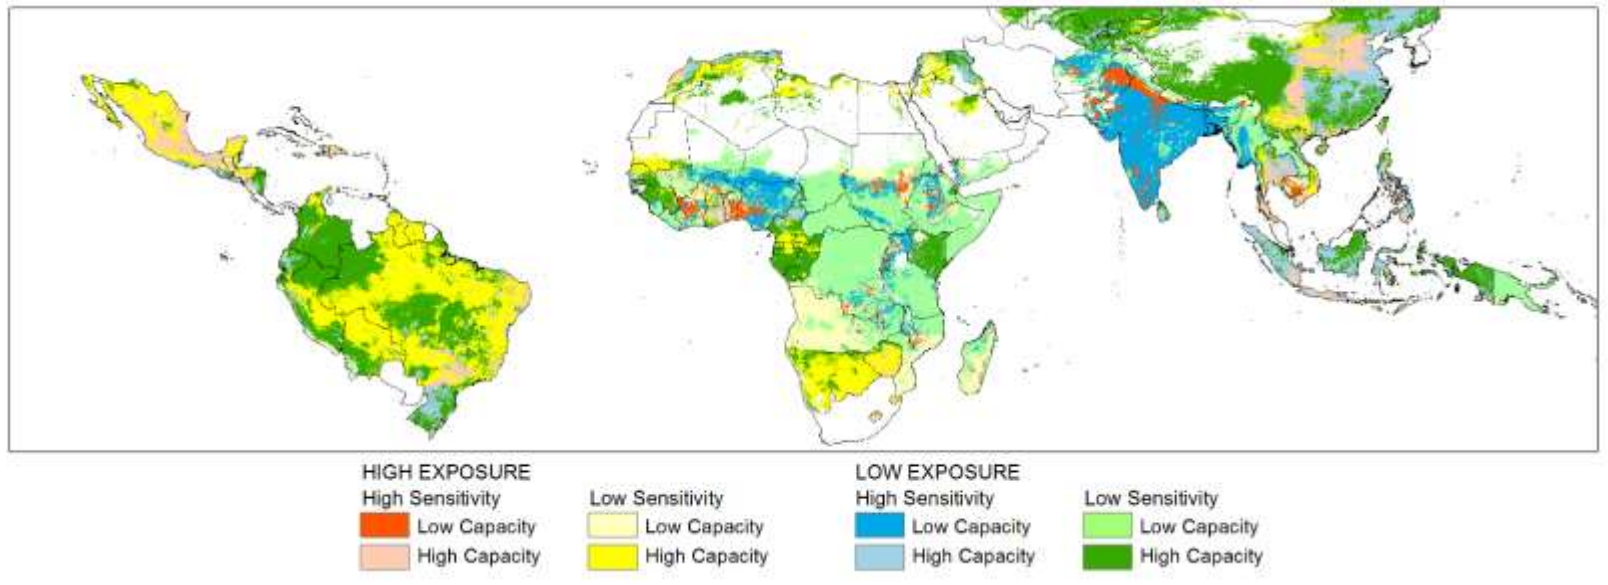 HIGH EXPOSURE LOW EXPOSURE
High Sensitivity Low Sensitivity High Sensitivity Low Sensitivity
Low Capacity Low Capacity Low Capacity Low Capacity
High Capacity High Capacity High Capacity High Capacity